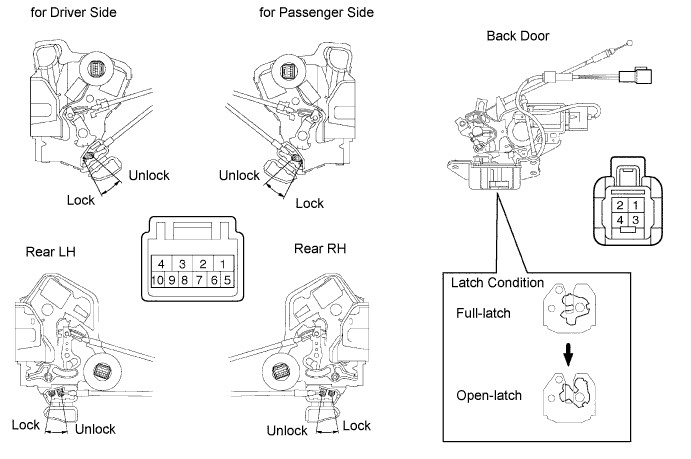 for Driver Side
for Passenger Side
Back Door
Unlock
Lock
Unlock
Lock
2 1
4 3
Rear LH
Rear RH
4 3 2 1
10 9 8 7 6 5
Latch Condition
Full-latch
Open-latch
Lock
Unlock
Unlock
Lock